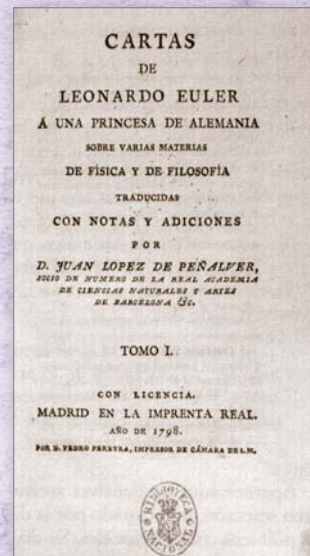 CARTAS
DE
LEONARDO EULER
Á UNA PRINCESA DE ALEMANIA
SOBRE VARIAS MATERIAS
DE FÍSICA Y DE FILOSOFÍA
TRADUCIDAS
CON NOTAS Y ADICIONES
POR
D. JUAN LOPEZ DE PEÑALVER,
SOCIO DE NUMERO DE LA REAL ACADEMIA
DE CIENCIAS NATURALES Y ARTES
DE BARCELONA &c.
TOMO I.
CON LICENCIA.
MADRID EN LA IMPRENTA REAL.
AÑO DE 1798.
POR D. PEDRO PEREYRA, IMPRESOR DE CÁMARA DE S. M.
BIBLIOTECA
NACIONAL